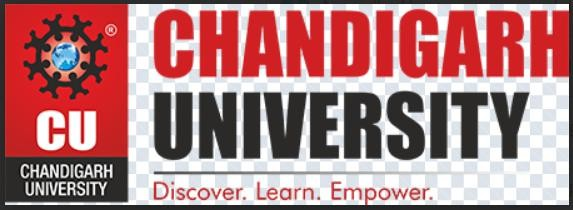 ®
CU
CHANDIGARH
UNIVERSITY
CHANDIGARH
UNIVERSITY
Discover. Learn. Empower.